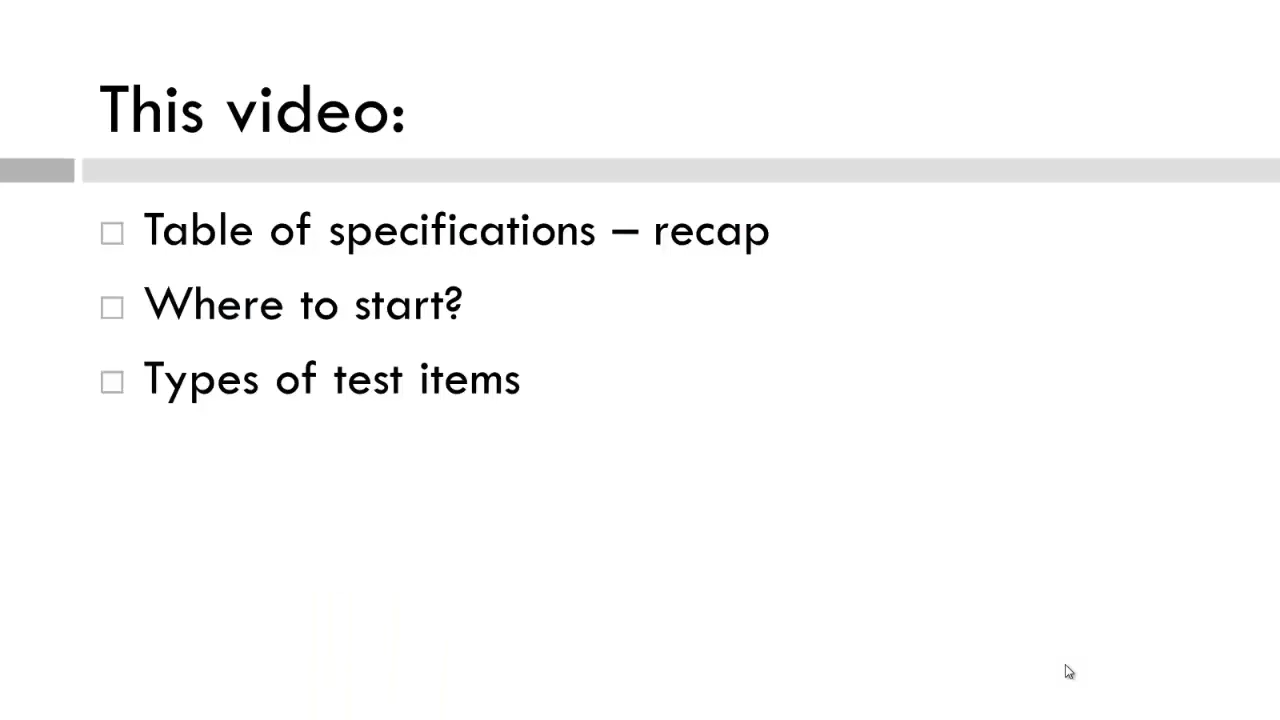 This video:
Table of specifications – recap
Where to start?
Types of test items